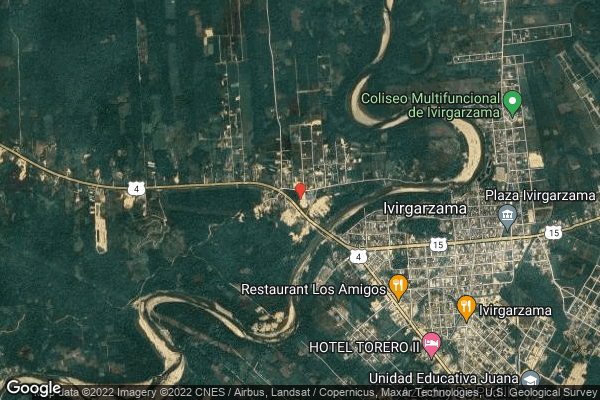 Coliseo Multifuncional
de Ivirgarzama
4
Plaza Ivirgarzama
Ivirgarzama
15
15
4
Restaurant Los Amigos
Ivirgarzama
HOTEL TORERO II
Unidad Educativa Juana
Google
data ©2022 Imagery ©2022 CNES / Airbus, Landsat / Copernicus, Maxar Technologies, U.S. Geological Survey